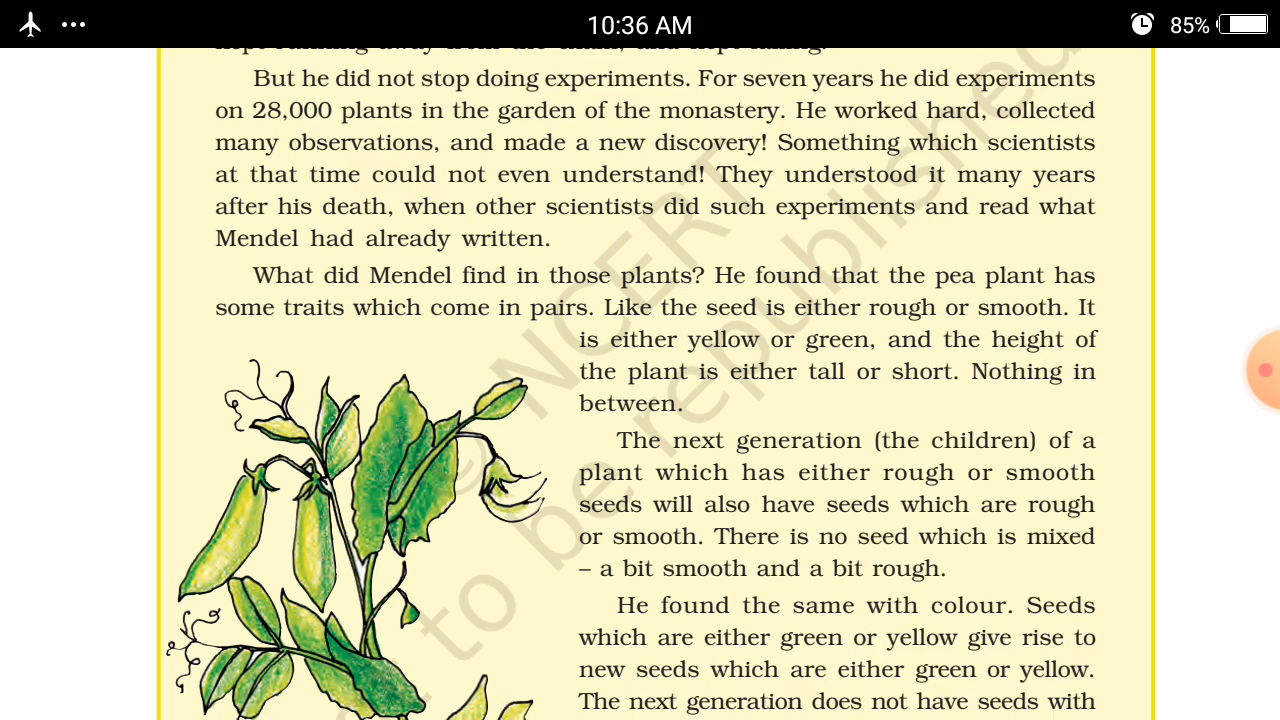 10:36 AM
85%
But he did not stop doing experiments. For seven years he did experiments
on 28,000 plants in the garden of the monastery. He worked hard, collected
many observations, and made a new discovery! Something which scientists
at that time could not even understand! They understood it many years
after his death, when other scientists did such experiments and read what
Mendel had already written.
What did Mendel find in those plants? He found that the pea plant has
some traits which come in pairs. Like the seed is either rough or smooth. It
is either yellow or green, and the height of
the plant is either tall or short. Nothing in
between.
The next generation (the children) of a
plant which has either rough or smooth
seeds will also have seeds which are rough
or smooth. There is no seed which is mixed
– a bit smooth and a bit rough.
He found the same with colour. Seeds
which are either green or yellow give rise to
new seeds which are either green or yellow.
The next generation does not have seeds with
© NCERT
to be republished